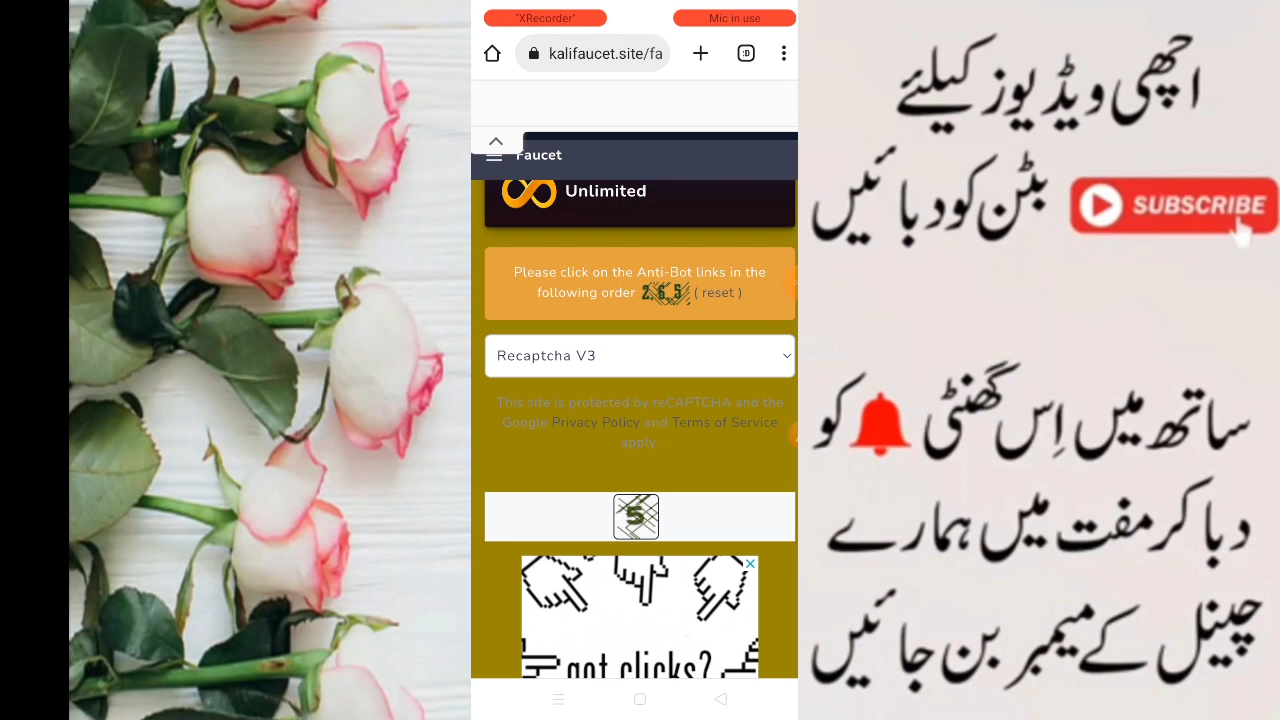 "XRecorder"
Mic in use
kalifaucet.site/fa
:D
Faucet
Unlimited
Please click on the Anti-Bot links in the
following order 2, 6, 5 ( reset )
Recaptcha V3
This site is protected by reCAPTCHA and the
Google Privacy Policy and Terms of Service
apply.
5
got clicks?
اچھی ویڈیوز کیلئے
بٹن کو دبائیں SUBSCRIBE
ساتھ میں اِس گھنٹی کو
دبا کر مفت میں ہمارے
چینل کے میمبر بن جائیں